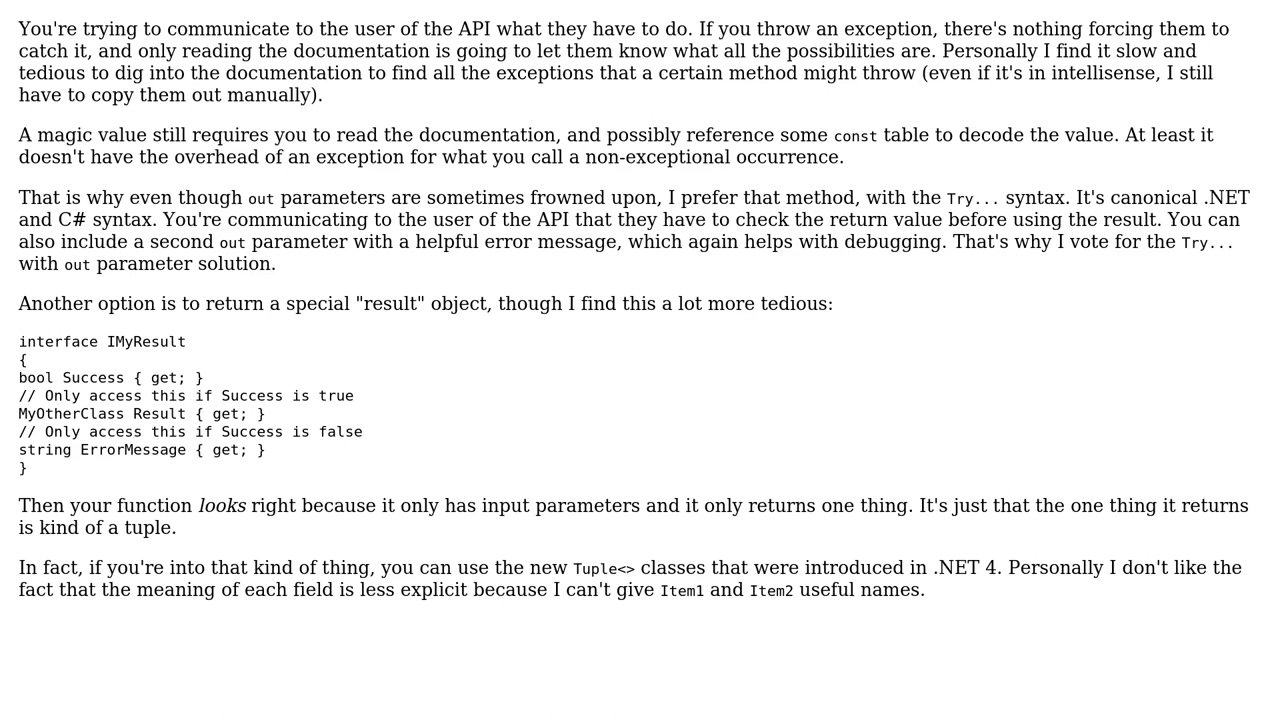 You're trying to communicate to the user of the API what they have to do. If you throw an exception, there's nothing forcing them to
catch it, and only reading the documentation is going to let them know what all the possibilities are. Personally I find it slow and
tedious to dig into the documentation to find all the exceptions that a certain method might throw (even if it's in intellisense, I still
have to copy them out manually).
A magic value still requires you to read the documentation, and possibly reference some const table to decode the value. At least it
doesn't have the overhead of an exception for what you call a non-exceptional occurrence.
That is why even though out parameters are sometimes frowned upon, I prefer that method, with the Try... syntax. It's canonical .NET
and C# syntax. You're communicating to the user of the API that they have to check the return value before using the result. You can
also include a second out parameter with a helpful error message, which again helps with debugging. That's why I vote for the Try...
with out parameter solution.
Another option is to return a special "result" object, though I find this a lot more tedious:
interface IMyResult
{
bool Success { get; }
// Only access this if Success is true
MyOtherClass Result { get; }
// Only access this if Success is false
string ErrorMessage { get; }
}
Then your function looks right because it only has input parameters and it only returns one thing. It's just that the one thing it returns
is kind of a tuple.
In fact, if you're into that kind of thing, you can use the new Tuple<> classes that were introduced in .NET 4. Personally I don't like the
fact that the meaning of each field is less explicit because I can't give Item1 and Item2 useful names.